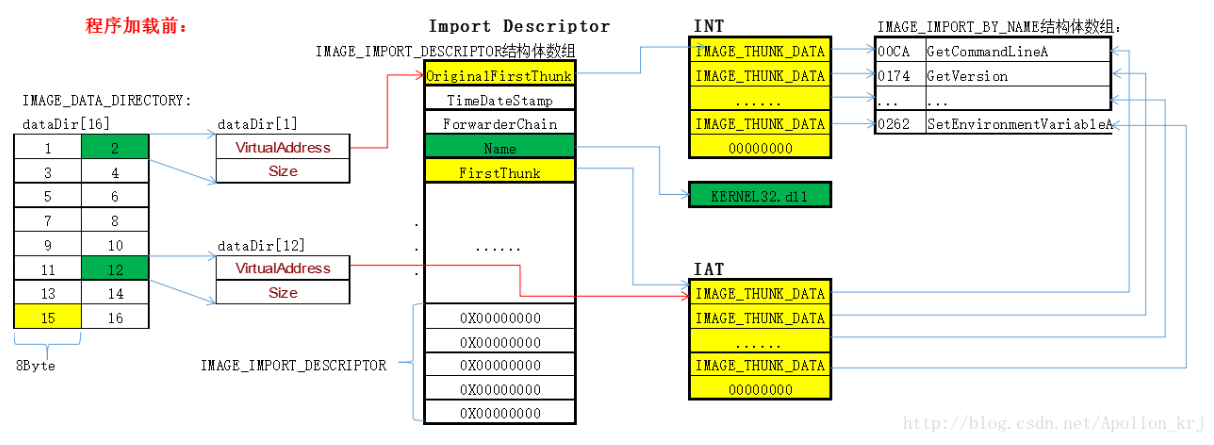 程序加载前：
Import Descriptor
IMAGE_IMPORT_DESCRIPTOR结构体数组
OriginalFirstThunk
TimeDateStamp
ForwarderChain
Name
FirstThunk
......
0X00000000
0X00000000
0X00000000
0X00000000
0X00000000
IMAGE_IMPORT_DESCRIPTOR
IMAGE_DATA_DIRECTORY:
dataDir[16]
1 2
3 4
5 6
7 8
9 10
11 12
13 14
15 16
8Byte
dataDir[1]
VirtualAddress
Size
dataDir[12]
VirtualAddress
Size
.
.
.
INT
IMAGE_THUNK_DATA
IMAGE_THUNK_DATA
......
IMAGE_THUNK_DATA
00000000
KERNEL32.dll
IAT
IMAGE_THUNK_DATA
IMAGE_THUNK_DATA
......
IMAGE_THUNK_DATA
00000000
IMAGE_IMPORT_BY_NAME结构体数组：
00CA GetCommandLineA
0174 GetVersion
... ...
0262 SetEnvironmentVariableA
http://blog.csdn.net/Apollon_krj